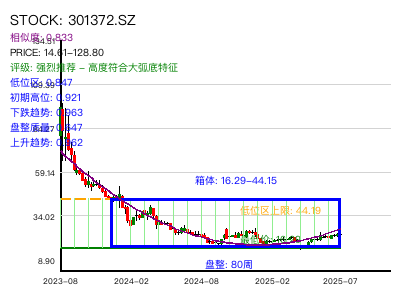 STOCK: 301372.SZ
相似度: 0.833
PRICE: 14.61–128.80
评级: 强烈推荐 – 高度符合大弧底特征
低位区: 0.847
初期高位: 0.921
下跌趋势: 0.963
盘整质量: 0.647
上升趋势: 0.962
59.14
34.02
8.90
箱体: 16.29–44.15
低位区上限: 44.19
盘整: 80周
2023–08
2024–02
2024–08
2025–02
2025–07